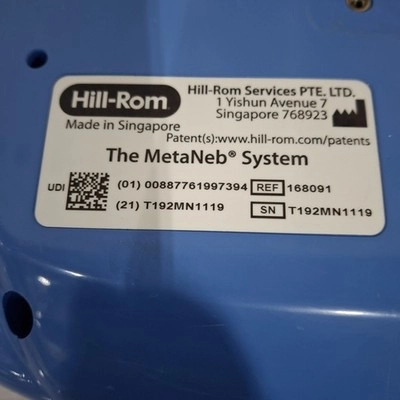 Hill-Rom
Hill-Rom Services PTE. LTD.
1 Yishun Avenue 7
Singapore 768923
Made in Singapore
Patent(s):www.hill-rom.com/patents
The MetaNeb® System
UDI (01) 00887761997394 REF 168091
(21) T192MN1119 SN T192MN1119